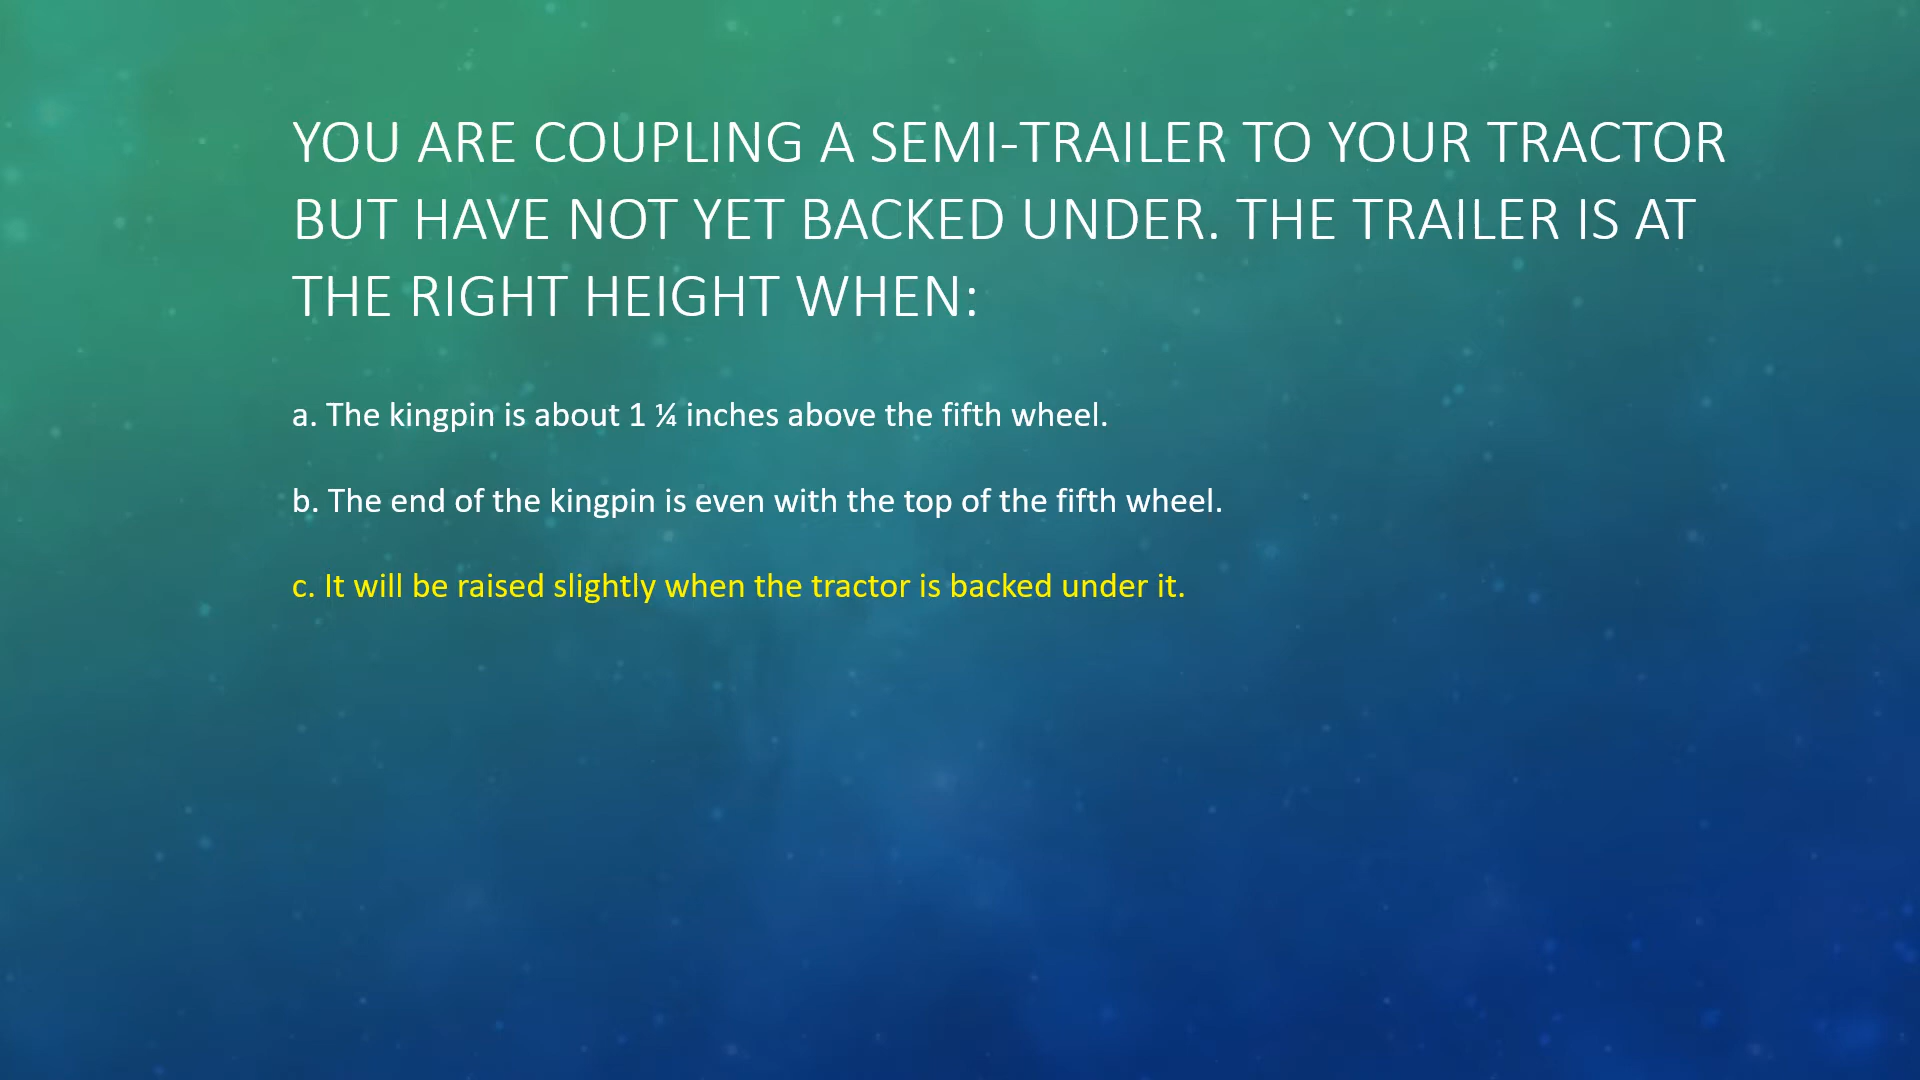 YOU ARE COUPLING A SEMI-TRAILER TO YOUR TRACTOR
BUT HAVE NOT YET BACKED UNDER. THE TRAILER IS AT
THE RIGHT HEIGHT WHEN:
a. The kingpin is about 1 ¼ inches above the fifth wheel.
b. The end of the kingpin is even with the top of the fifth wheel.
c. It will be raised slightly when the tractor is backed under it.